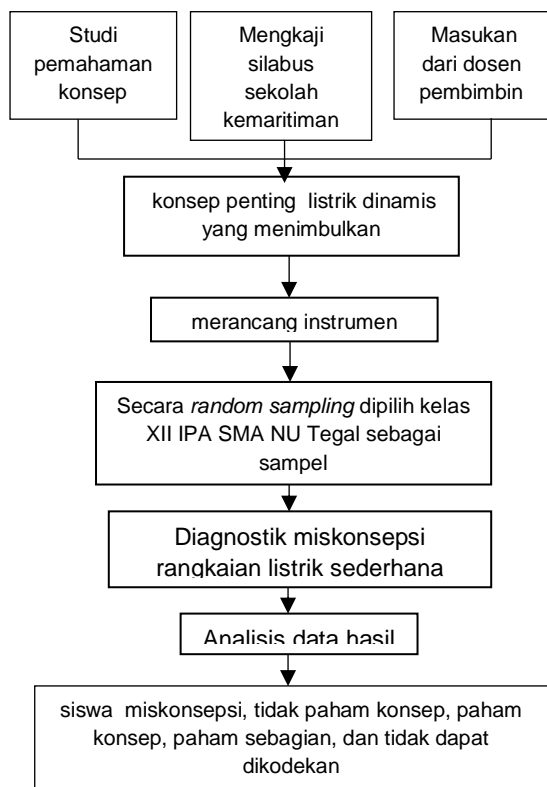 Studi
pemahaman
konsep
Mengkaji
silabus
sekolah
kemaritiman
Masukan
dari dosen
pembimbin
konsep penting listrik dinamis
yang menimbulkan
merancang instrumen
Secara random sampling dipilih kelas
XII IPA SMA NU Tegal sebagai
sampel
Diagnostik miskonsepsi
rangkaian listrik sederhana
Analisis data hasil
siswa miskonsepsi, tidak paham konsep, paham
konsep, paham sebagian, dan tidak dapat
dikodekan